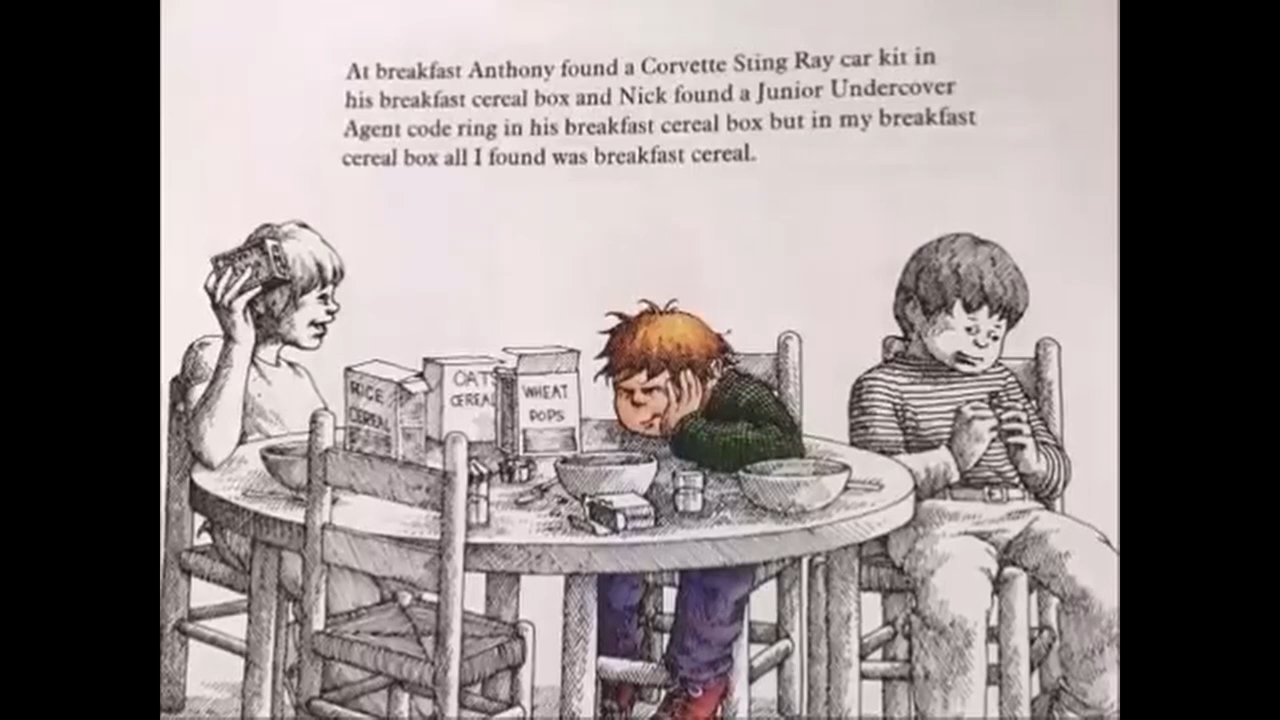 At breakfast Anthony found a Corvette Sting Ray car kit in
his breakfast cereal box and Nick found a Junior Undercover
Agent code ring in his breakfast cereal box but in my breakfast
cereal box all I found was breakfast cereal.
RICE
CEREAL
OATS
CEREAL
WHEAT
POPS